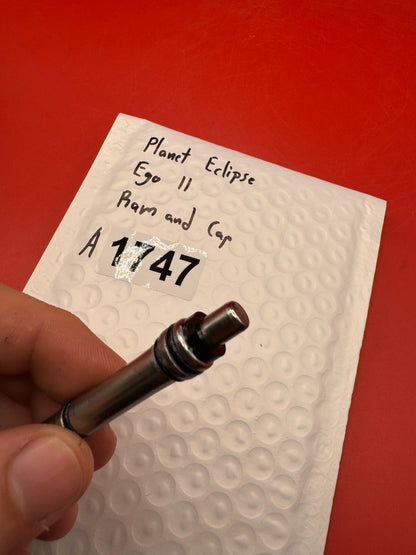 Planet Eclipse
Ego 11
Ram and Cap
A 1747